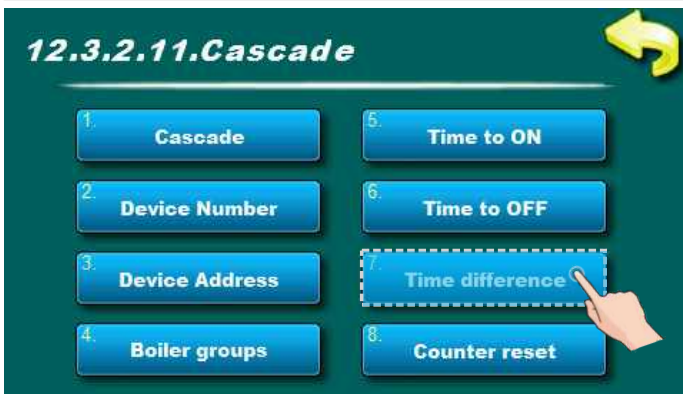 12.3.2.11.Cascade
1. Cascade
2. Device Number
3. Device Address
4. Boiler groups
5. Time to ON
6. Time to OFF
7. Time difference
8. Counter reset